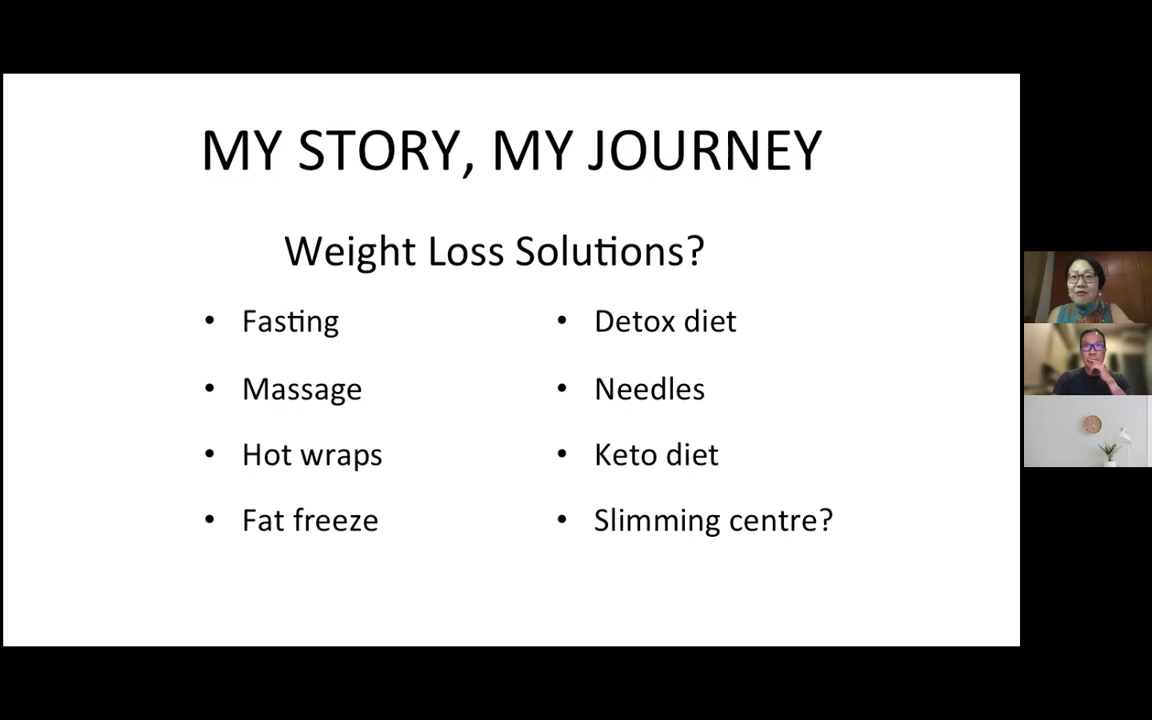 MY STORY, MY JOURNEY
Weight Loss Solutions?
• Fasting
• Massage
• Hot wraps
• Fat freeze
• Detox diet
• Needles
• Keto diet
• Slimming centre?